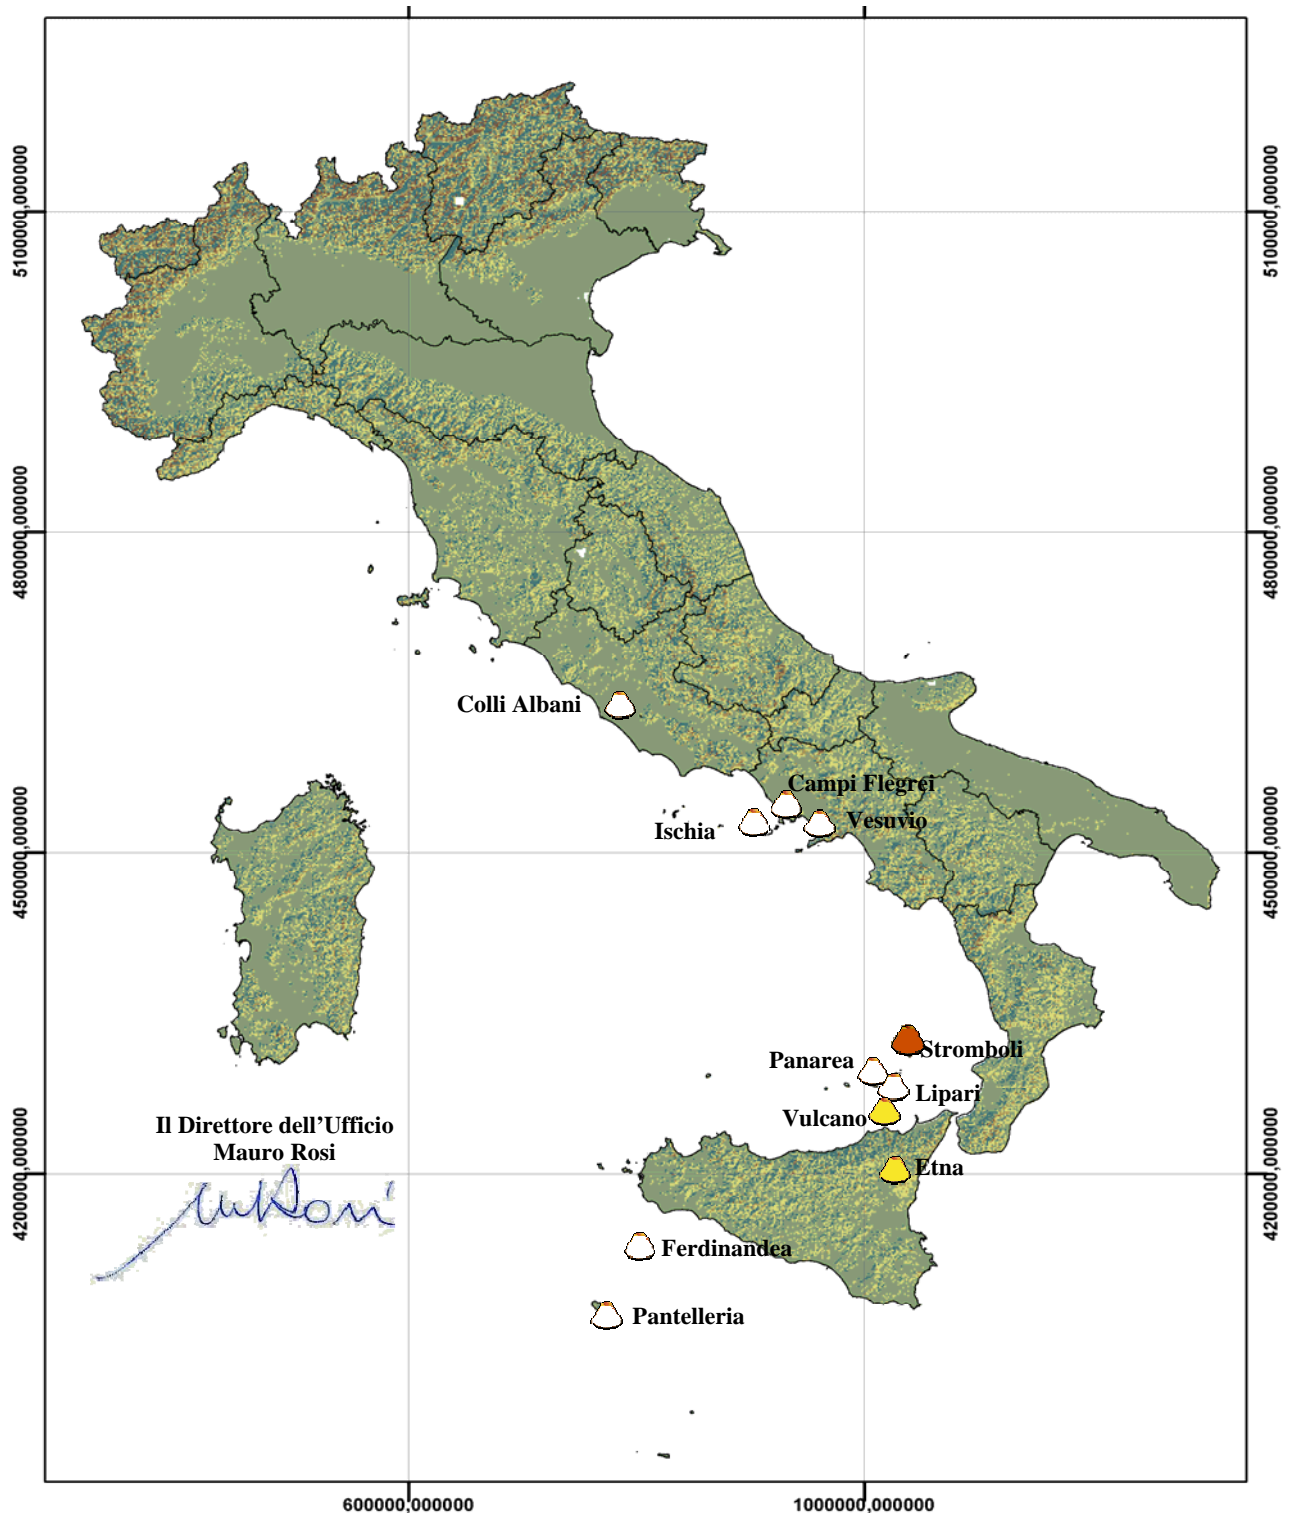 5100000,000000
5100000,000000
4800000,000000
4800000,000000
Colli Albani
Campi Flegrei
Ischia
Vesuvio
4500000,000000
4500000,000000
Stromboli
Panarea
Lipari
Vulcano
Il Direttore dell'Ufficio
Mauro Rosi
Etna
4200000,000000
4200000,000000
Ferdinandea
Pantelleria
600000,000000
1000000,000000